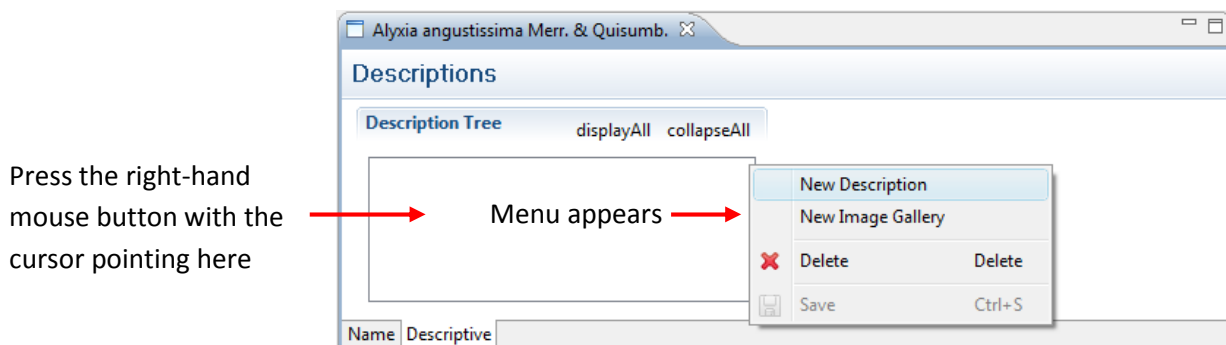 Alyxia angustissima Merr. & Quisumb.
Descriptions
Description Tree displayAll collapseAll
Press the right-hand
mouse button with the
cursor pointing here
Menu appears
New Description
New Image Gallery
Delete Delete
Save Ctrl+S
Name Descriptive